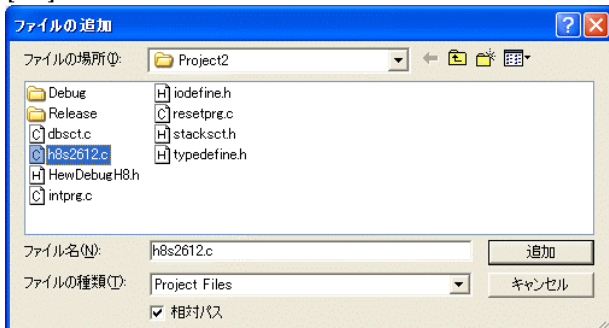 ファイルの追加
ファイルの場所(I):
Project2
Debug
Release
dbsct.c
h8s2612.c
HewDebugH8.h
intprg.c
iodefine.h
resetprg.c
stacksct.h
typedefine.h
ファイル名(N):
h8s2612.c
追加
ファイルの種類(T):
Project Files
キャンセル
相対パス